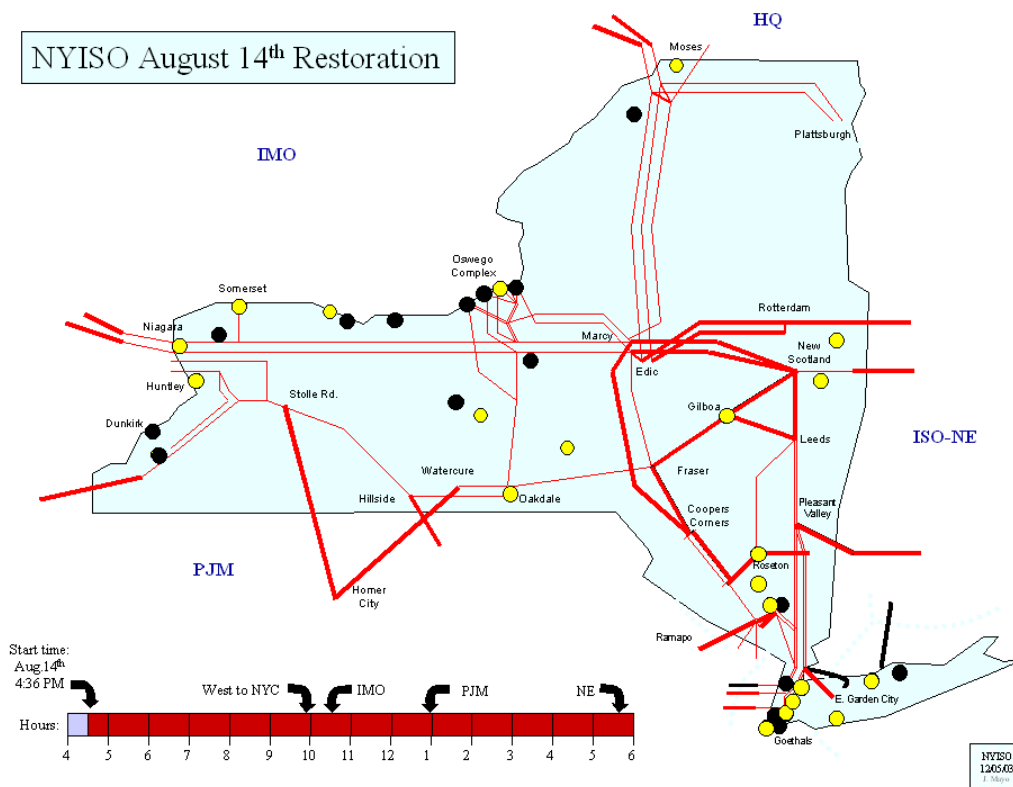 HQ
NYISO August 14th Restoration
Moses
Plattsburgh
IMO
Oswego
Complex
Somerset
Rotterdam
Niagara
Marcy
New
Scotland
Edic
Huntley
Stolle Rd.
Gilboa
Dunkirk
Leeds
ISO-NE
Watercure
Fraser
Hillside
Oakdale
Coopers
Corners
Pleasant
Valley
PJM
Roseton
Homer
City
Ramapo
Start time:
Aug.14th
4:36 PM
West to NYC
IMO
PJM
NE
E. Garden City
Hours:
Goethals
4 5 6 7 8 9 10 11 12 1 2 3 4 5 6
NYISO
12/05/03
J. Mayo